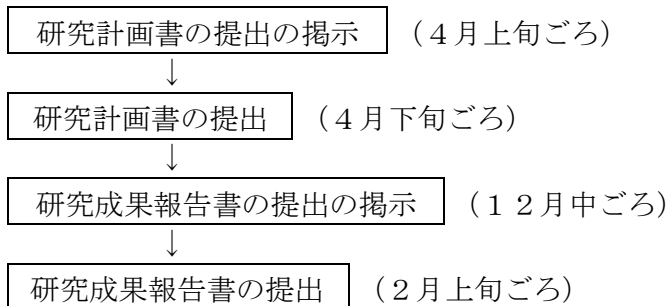 研究計画書の提出の掲示 (4月上旬ごろ)
↓
研究計画書の提出 (4月下旬ごろ)
↓
研究成果報告書の提出の掲示 (12月中ごろ)
↓
研究成果報告書の提出 (2月上旬ごろ)